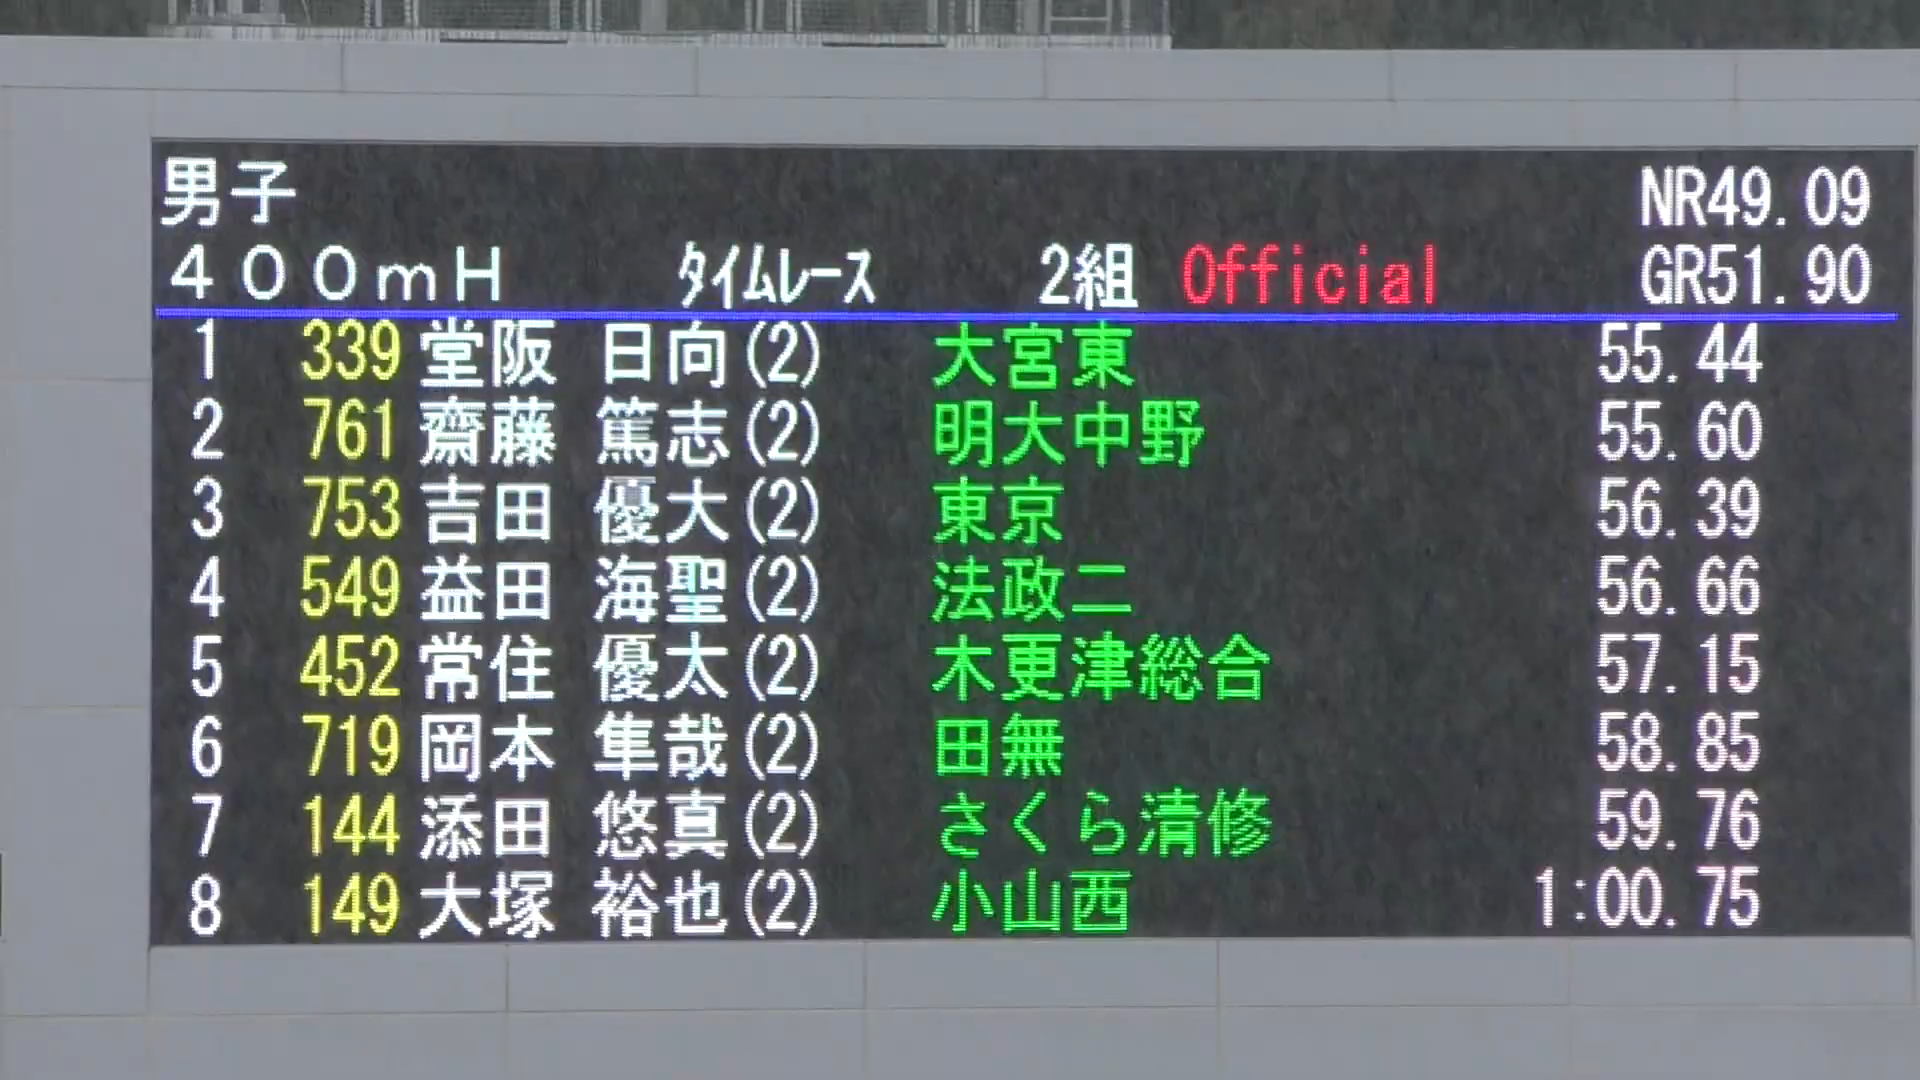 男子 NR49.09
400mH タイムレース 2組 Official GR51.90
1 339 堂阪 日向(2) 大宮東 55.44
2 761 齋藤 篤志(2) 明大中野 55.60
3 753 吉田 優大(2) 東京 56.39
4 549 益田 海聖(2) 法政二 56.66
5 452 常住 優太(2) 木更津総合 57.15
6 719 岡本 隼哉(2) 田無 58.85
7 144 添田 悠真(2) さくら清修 59.76
8 149 大塚 裕也(2) 小山西 1:00.75